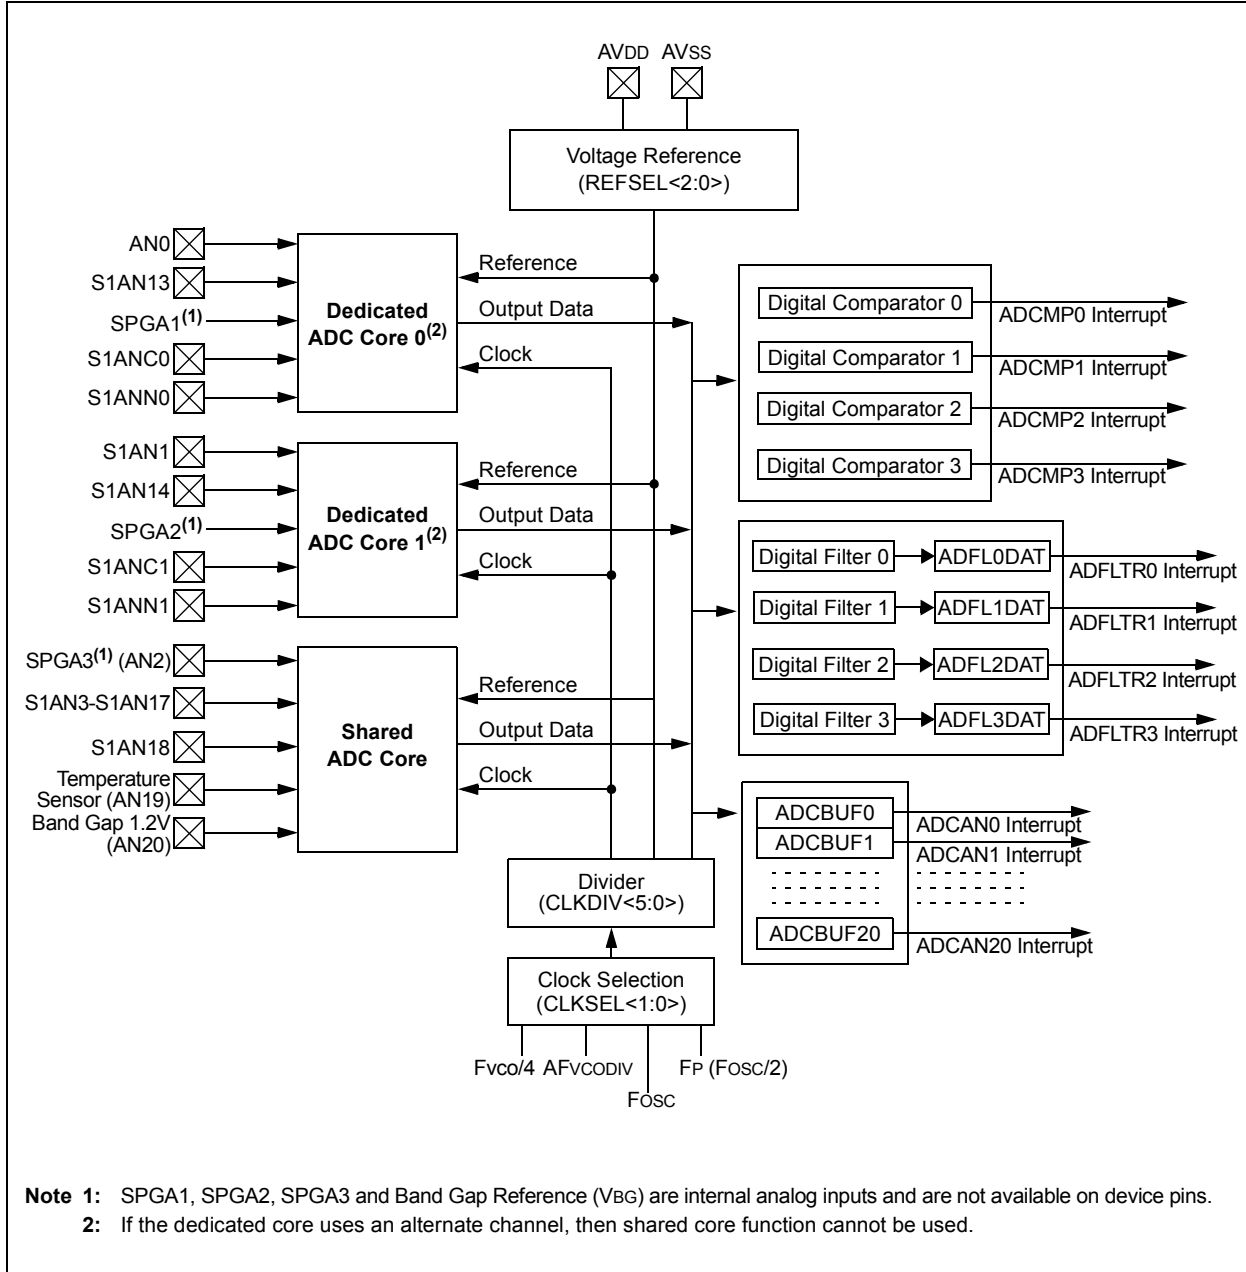 AVDD AVSS
Voltage Reference
(REFSEL<2:0>)
AN0
S1AN13
SPGA1(1)
S1ANC0
S1ANN0
Dedicated
ADC Core 0(2)
Reference
Output Data
Clock
S1AN1
S1AN14
SPGA2(1)
S1ANC1
S1ANN1
Dedicated
ADC Core 1(2)
Reference
Output Data
Clock
SPGA3(1) (AN2)
S1AN3-S1AN17
S1AN18
Temperature
Sensor (AN19)
Band Gap 1.2V
(AN20)
Shared
ADC Core
Reference
Output Data
Clock
Digital Comparator 0
ADCMP0 Interrupt
Digital Comparator 1
ADCMP1 Interrupt
Digital Comparator 2
ADCMP2 Interrupt
Digital Comparator 3
ADCMP3 Interrupt
Digital Filter 0 ADFL0DAT
ADFLTR0 Interrupt
Digital Filter 1 ADFL1DAT
ADFLTR1 Interrupt
Digital Filter 2 ADFL2DAT
ADFLTR2 Interrupt
Digital Filter 3 ADFL3DAT
ADFLTR3 Interrupt
ADCBUF0
ADCAN0 Interrupt
ADCBUF1
ADCAN1 Interrupt
ADCBUF20
ADCAN20 Interrupt
Divider
(CLKDIV<5:0>)
Clock Selection
(CLKSEL<1:0>)
Fvco/4 AFVCODIV FP (FOSC/2)
FOSC
Note 1: SPGA1, SPGA2, SPGA3 and Band Gap Reference (VBG) are internal analog inputs and are not available on device pins.
2: If the dedicated core uses an alternate channel, then shared core function cannot be used.